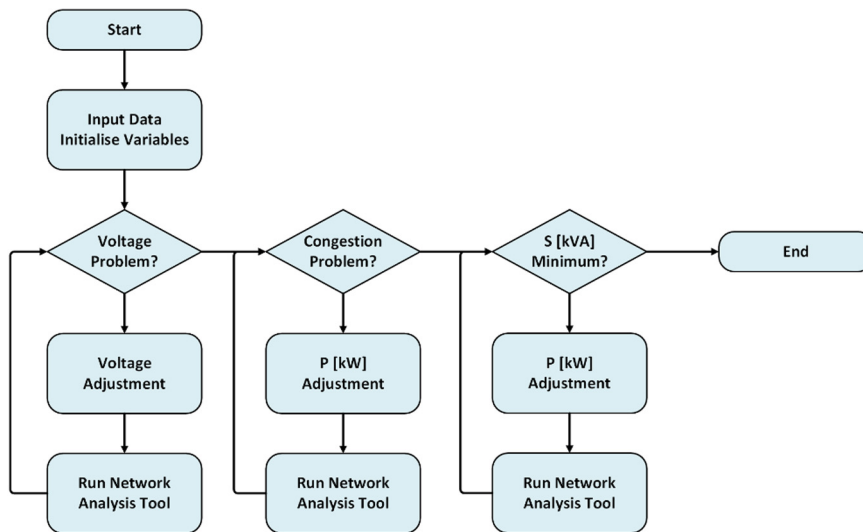 Start
Input Data
Initialise Variables
Voltage
Problem?
Congestion
Problem?
S [kVA]
Minimum?
End
Voltage
Adjustment
P [kW]
Adjustment
P [kW]
Adjustment
Run Network
Analysis Tool
Run Network
Analysis Tool
Run Network
Analysis Tool